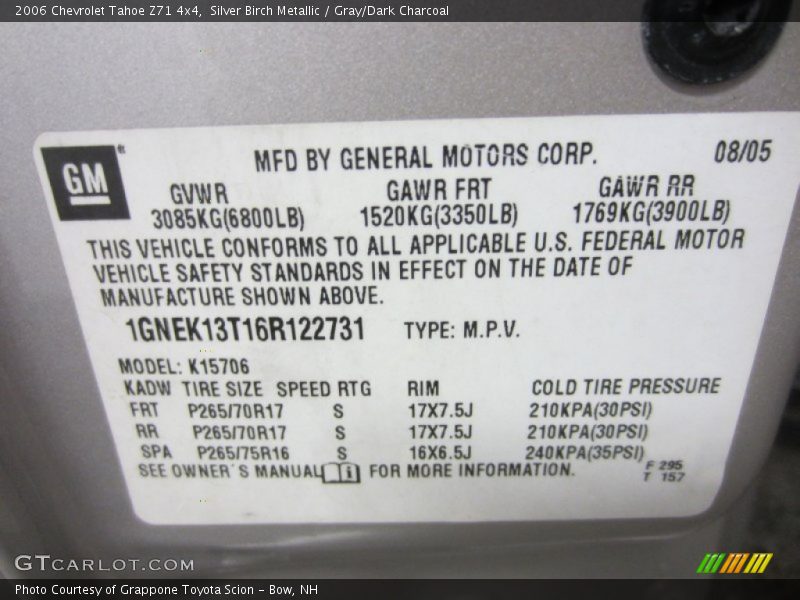 2006 Chevrolet Tahoe Z71 4x4, Silver Birch Metallic / Gray/Dark Charcoal
GM
MFD BY GENERAL MOTORS CORP. 08/05
GVWR GAWR FRT GAWR RR
3085KG(6800LB) 1520KG(3350LB) 1769KG(3900LB)
THIS VEHICLE CONFORMS TO ALL APPLICABLE U.S. FEDERAL MOTOR
VEHICLE SAFETY STANDARDS IN EFFECT ON THE DATE OF
MANUFACTURE SHOWN ABOVE.
1GNEK13T16R122731 TYPE: M.P.V.
MODEL: K15706
KADW TIRE SIZE SPEED RTG RIM COLD TIRE PRESSURE
FRT P265/70R17 S 17X7.5J 210KPA(30PSI)
RR P265/70R17 S 17X7.5J 210KPA(30PSI)
SPA P265/75R16 S 16X6.5J 240KPA(35PSI)
SEE OWNER'S MANUAL FOR MORE INFORMATION.
F 295
T 157
GTCARLOT.COM
Photo Courtesy of Grappone Toyota Scion - Bow, NH